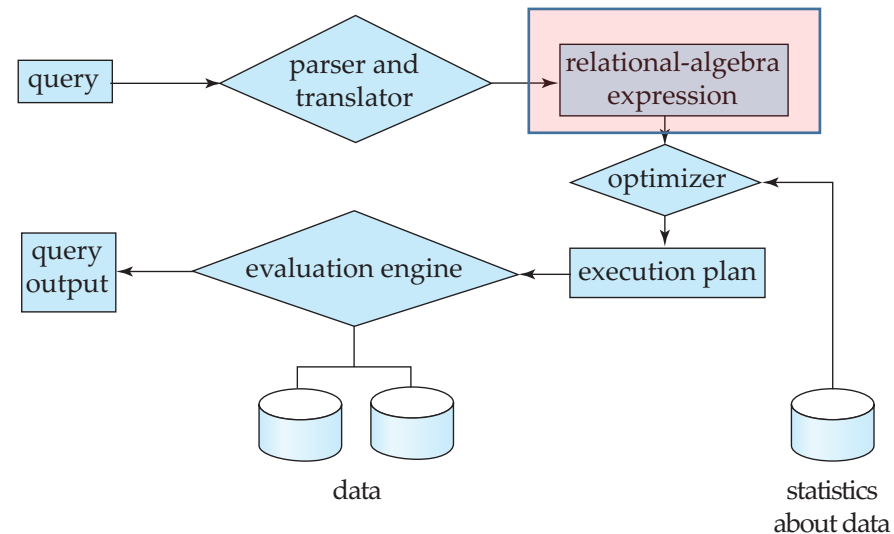 query
parser and
translator
relational-algebra
expression
optimizer
query
output
evaluation engine
execution plan
data
statistics
about data